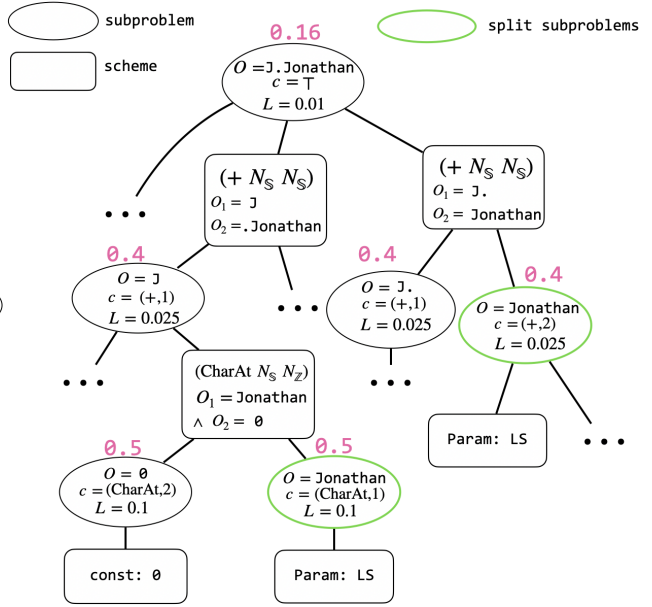 subproblem
scheme
split subproblems
0.16
O =J.Jonathan
c = ⊤
L = 0.01
(+ N𝕊 N𝕊)
O1 = J
O2 =.Jonathan
(+ N𝕊 N𝕊)
O1 = J.
O2 = Jonathan
...
0.4
O = J
c = (+,1)
L = 0.025
...
0.4
O = J.
c = (+,1)
L = 0.025
0.4
O = Jonathan
c = (+,2)
L = 0.025
...
(CharAt N𝕊 Nℤ)
O1 = Jonathan
∧ O2 = 0
...
Param: LS
...
0.5
O = 0
c = (CharAt,2)
L = 0.1
0.5
O = Jonathan
c = (CharAt,1)
L = 0.1
const: 0
Param: LS